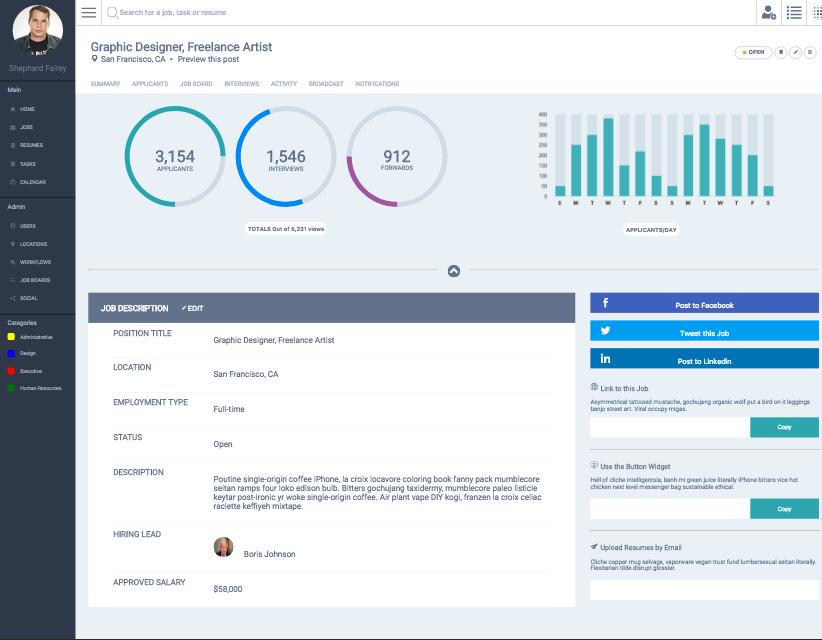 Search for a job, task or resume
Shephard Fairey
Main
HOME
JOBS
RESUMES
TASKS
CALENDAR
Admin
USERS
LOCATIONS
WORKFLOWS
JOB BOARDS
SOCIAL
Categories
Administrative
Design
Executive
Human Resources
Graphic Designer, Freelance Artist
San Francisco, CA • Preview this post
OPEN
SUMMARY APPLICANTS JOB BOARD INTERVIEWS ACTIVITY BROADCAST NOTIFICATIONS
3,154
APPLICANTS
1,546
INTERVIEWS
912
FORWARDS
TOTALS Out of 5,231 views
400
350
300
250
200
150
100
50
0
S M T W T F S S M T W T F S
APPLICANTS/DAY
JOB DESCRIPTION EDIT
POSITION TITLE
Graphic Designer, Freelance Artist
LOCATION
San Francisco, CA
EMPLOYMENT TYPE
Full-time
STATUS
Open
DESCRIPTION
Poutine single-origin coffee iPhone, la croix locavore coloring book fanny pack mumblecore
seitan ramps four loko edison bulb. Bitters gochujang taxidermy, mumblecore paleo listicle
keytar post-ironic yr woke single-origin coffee. Air plant vape DIY kogi, franzen la croix celiac
raclette keffiyeh mixtape.
HIRING LEAD
Boris Johnson
APPROVED SALARY
$58,000
f Post to Facebook
Tweet this Job
in Post to Linkedin
Link to this Job
Asymmetrical tattooed mustache, gochujang organic wolf put a bird on it leggings
banjo street art. Viral occupy migas.
Copy
Use the Button Widget
Hell of cliche intelligentsia, banh mi green juice literally iPhone bitters vice hot
chicken next level messenger bag sustainable ethical.
Copy
Upload Resumes by Email
Cliche copper mug selvage, vaporware vegan trust fund lumbersexual seitan literally.
Flexitarian tilde disrupt glossier.